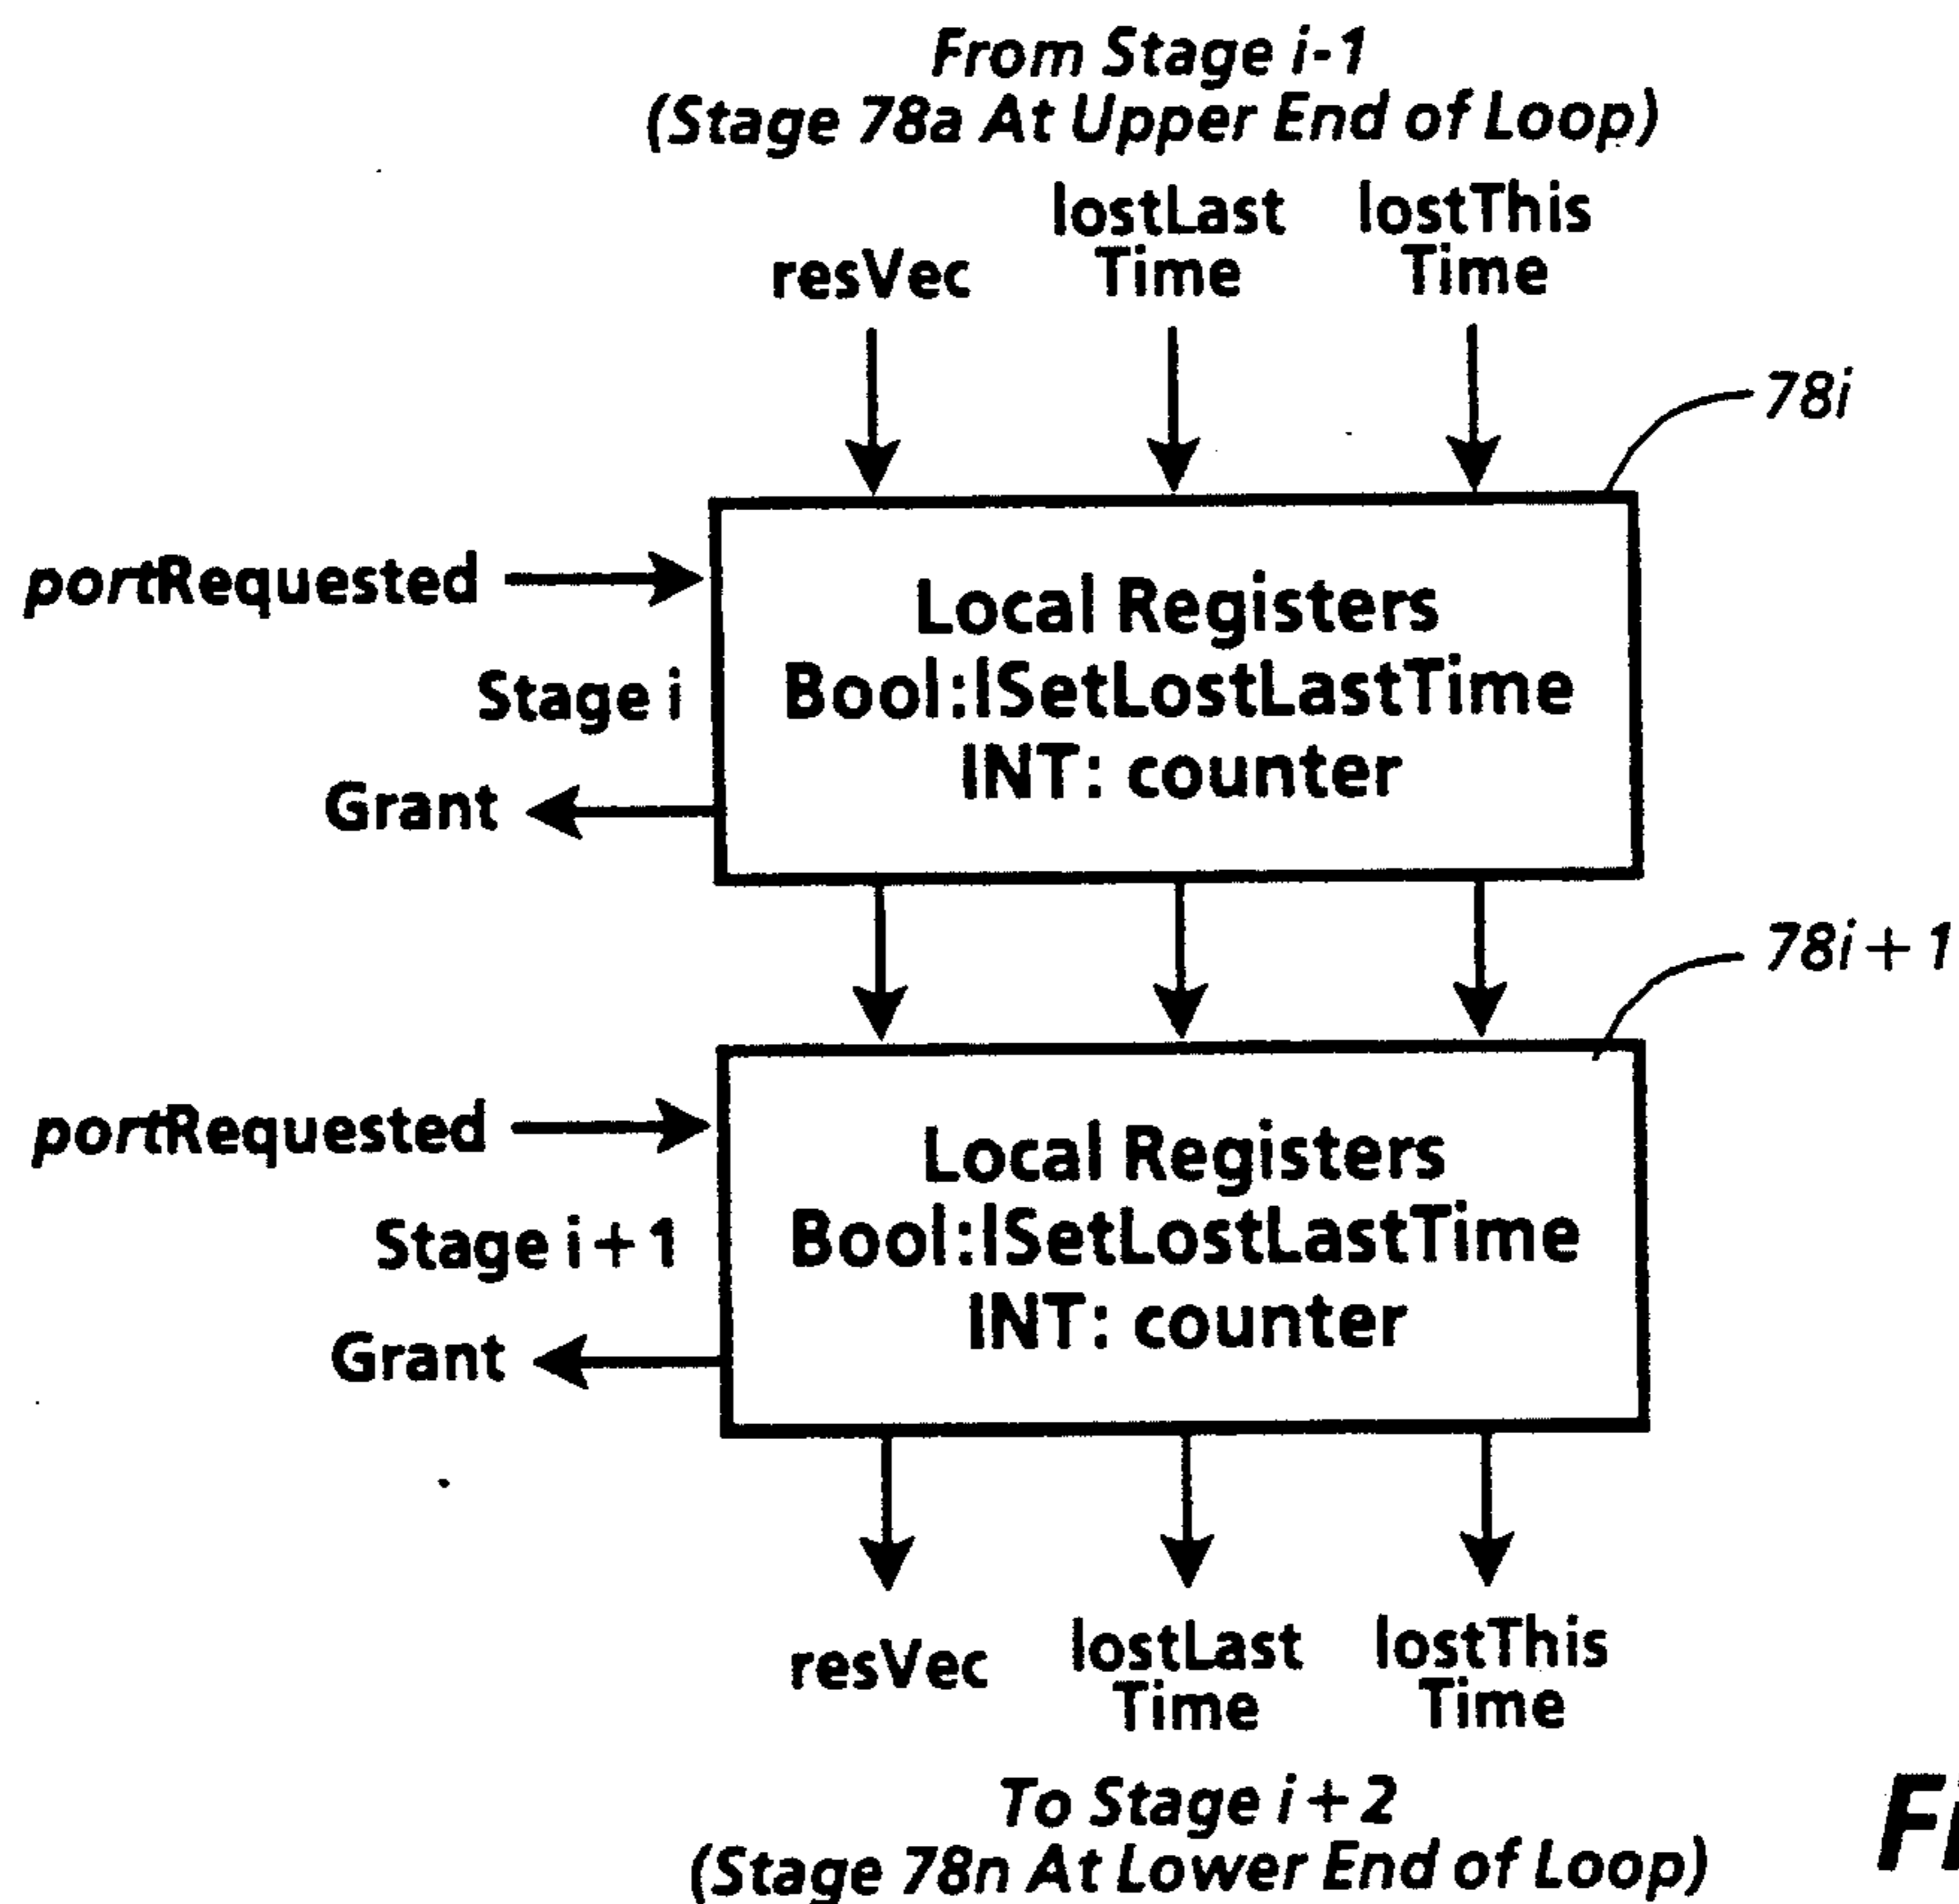 From Stage i-1
(Stage 78a At Upper End of Loop)
resVec
lostLast
Time
lostThis
Time
78i
portRequested
Stage i
Grant
Local Registers
Bool:ISetLostLastTime
INT: counter
78i+1
portRequested
Stage i+1
Grant
Local Registers
Bool:ISetLostLastTime
INT: counter
resVec
lostLast
Time
lostThis
Time
To Stage i+2
(Stage 78n At Lower End of Loop)